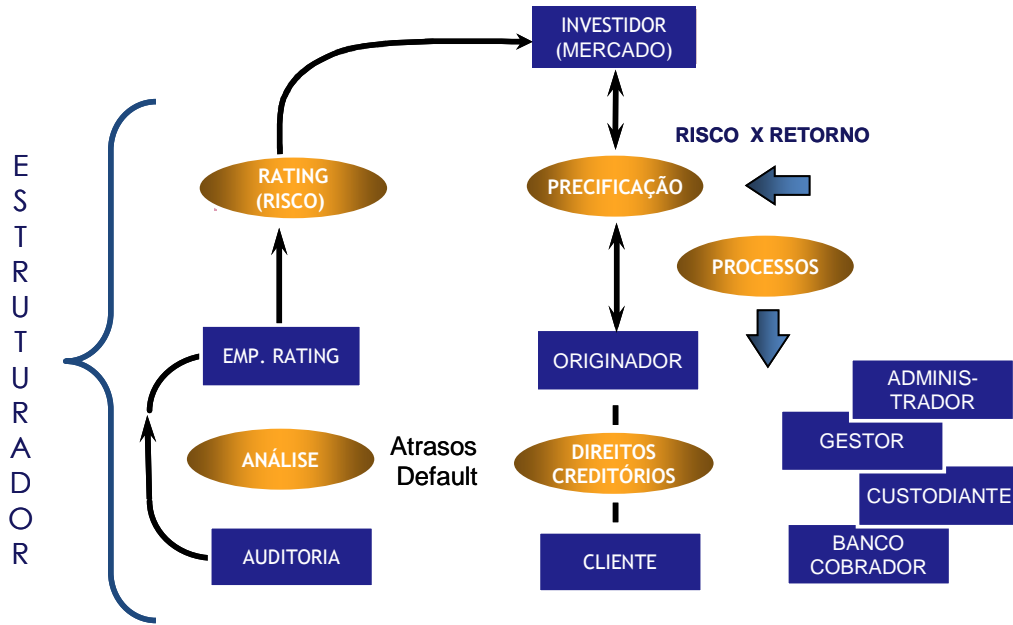 INVESTIDOR
(MERCADO)
RISCO X RETORNO
ESTRUTURADOR
RATING
(RISCO)
PRECIFICAÇÃO
PROCESSOS
EMP. RATING
ORIGINADOR
ADMINIS-
TRADOR
GESTOR
ANÁLISE
Atrasos
Default
DIREITOS
CREDITÓRIOS
CUSTODIANTE
AUDITORIA
CLIENTE
BANCO
COBRADOR